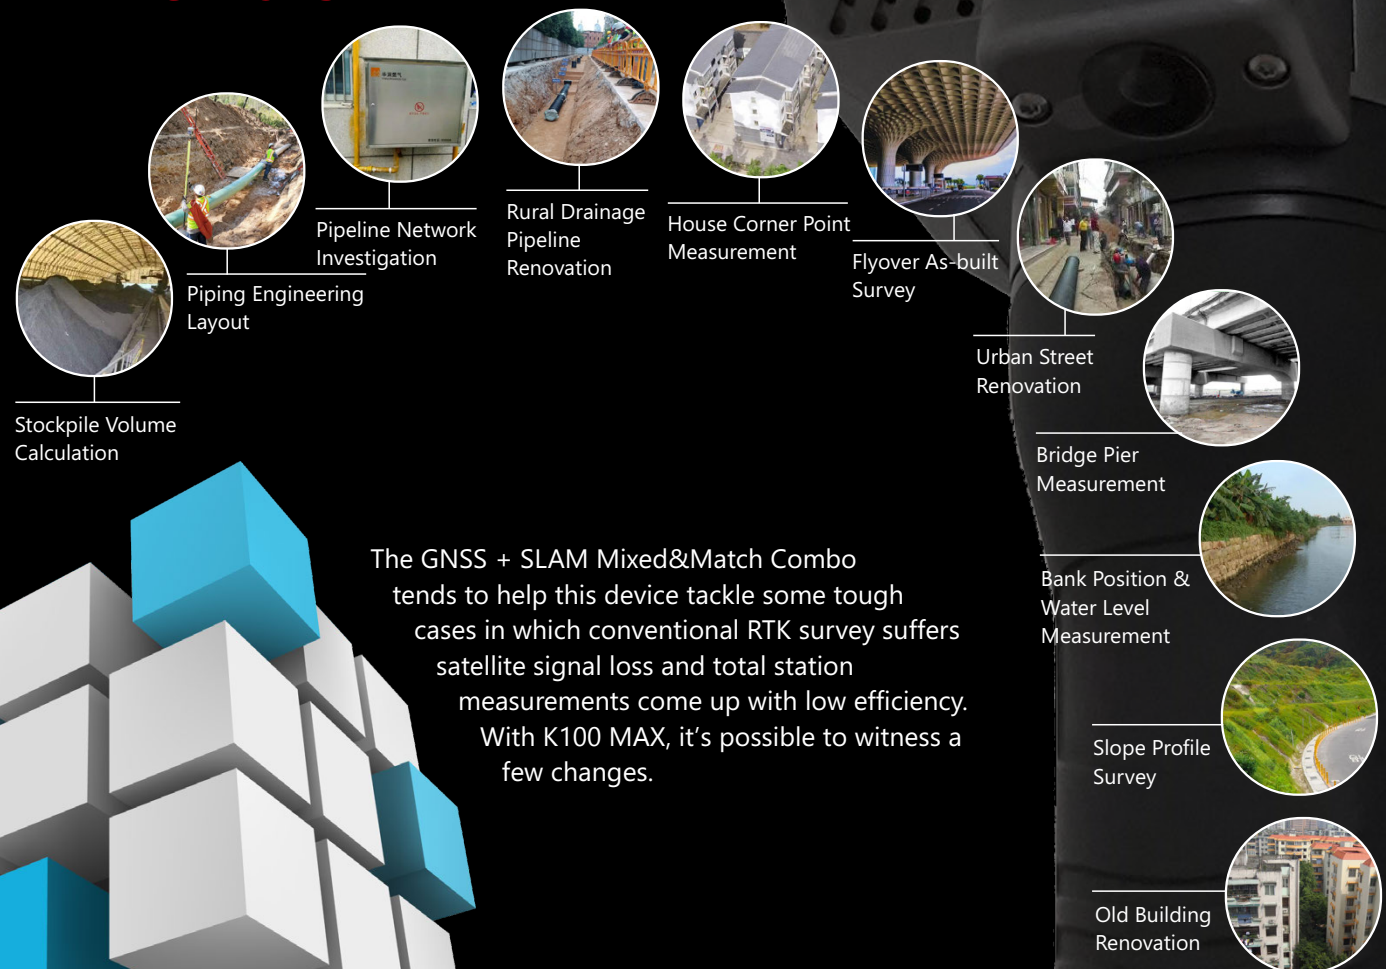 Pipeline Network
Investigation
Rural Drainage
Pipeline
Renovation
House Corner Point
Measurement
Flyover As-built
Survey
Piping Engineering
Layout
Urban Street
Renovation
Stockpile Volume
Calculation
Bridge Pier
Measurement
Bank Position &
Water Level
Measurement
The GNSS + SLAM Mixed&Match Combo
tends to help this device tackle some tough
cases in which conventional RTK survey suffers
satellite signal loss and total station
measurements come up with low efficiency.
With K100 MAX, it's possible to witness a
few changes.
Slope Profile
Survey
Old Building
Renovation